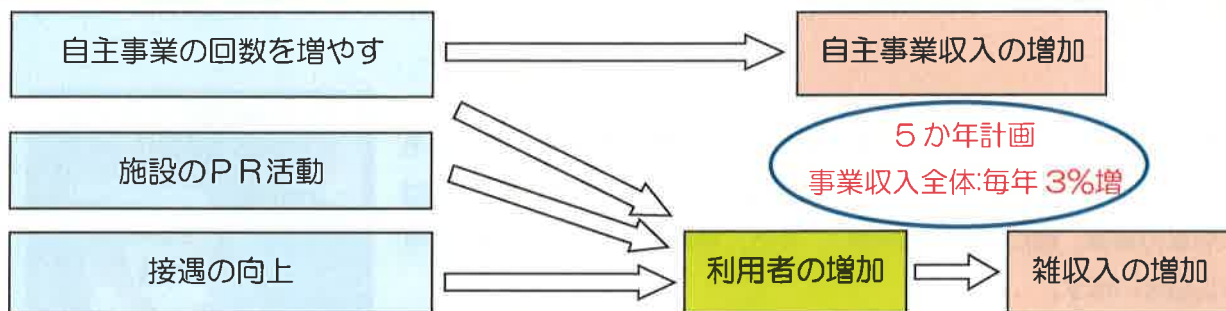 自主事業の回数を増やす
自主事業収入の増加
5か年計画
事業収入全体:毎年3%増
施設のPR活動
接遇の向上
利用者の増加
雑収入の増加